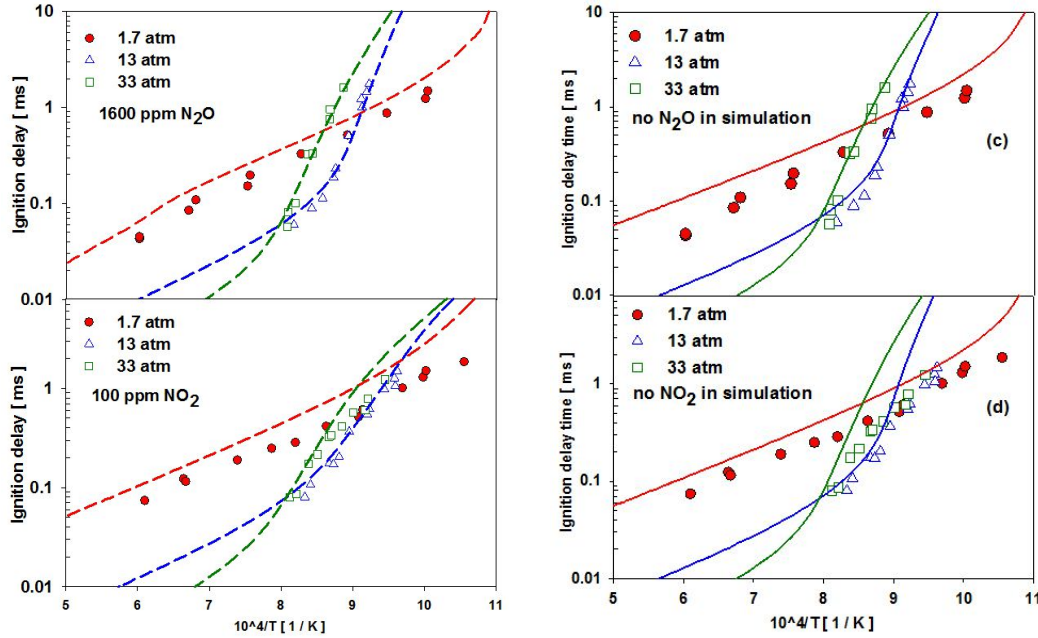 10
1
0.1
0.01
Ignition delay [ ms]
1.7 atm
13 atm
33 atm
1600 ppm N₂O
10
1
0.1
0.01
Ignition delay time [ ms ]
1.7 atm
13 atm
33 atm
no N₂O in simulation
(c)
1
0.1
0.01
Ignition delay [ ms]
1.7 atm
13 atm
33 atm
100 ppm NO₂
5 6 7 8 9 10 11
10^4/T [ 1 / K]
1
0.1
0.01
Ignition delay time [ ms ]
1.7 atm
13 atm
33 atm
no NO₂ in simulation
(d)
5 6 7 8 9 10 11
10^4/T [ 1 / K ]